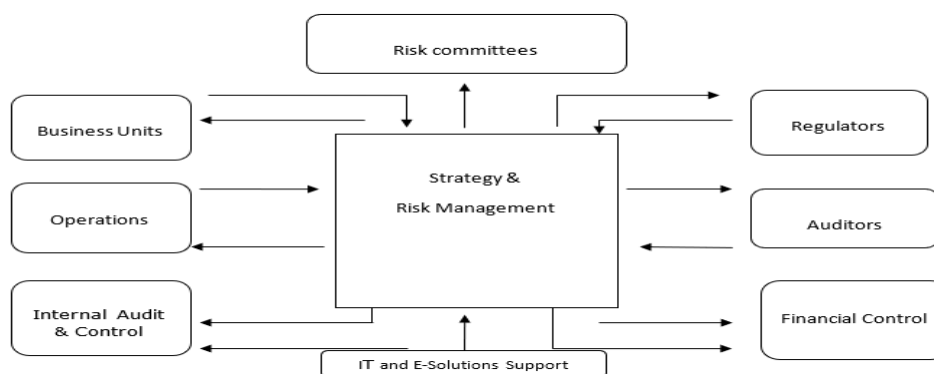 Risk committees
Business Units
Regulators
Strategy &
Risk Management
Operations
Auditors
Internal Audit
& Control
Financial Control
IT and E-Solutions Support